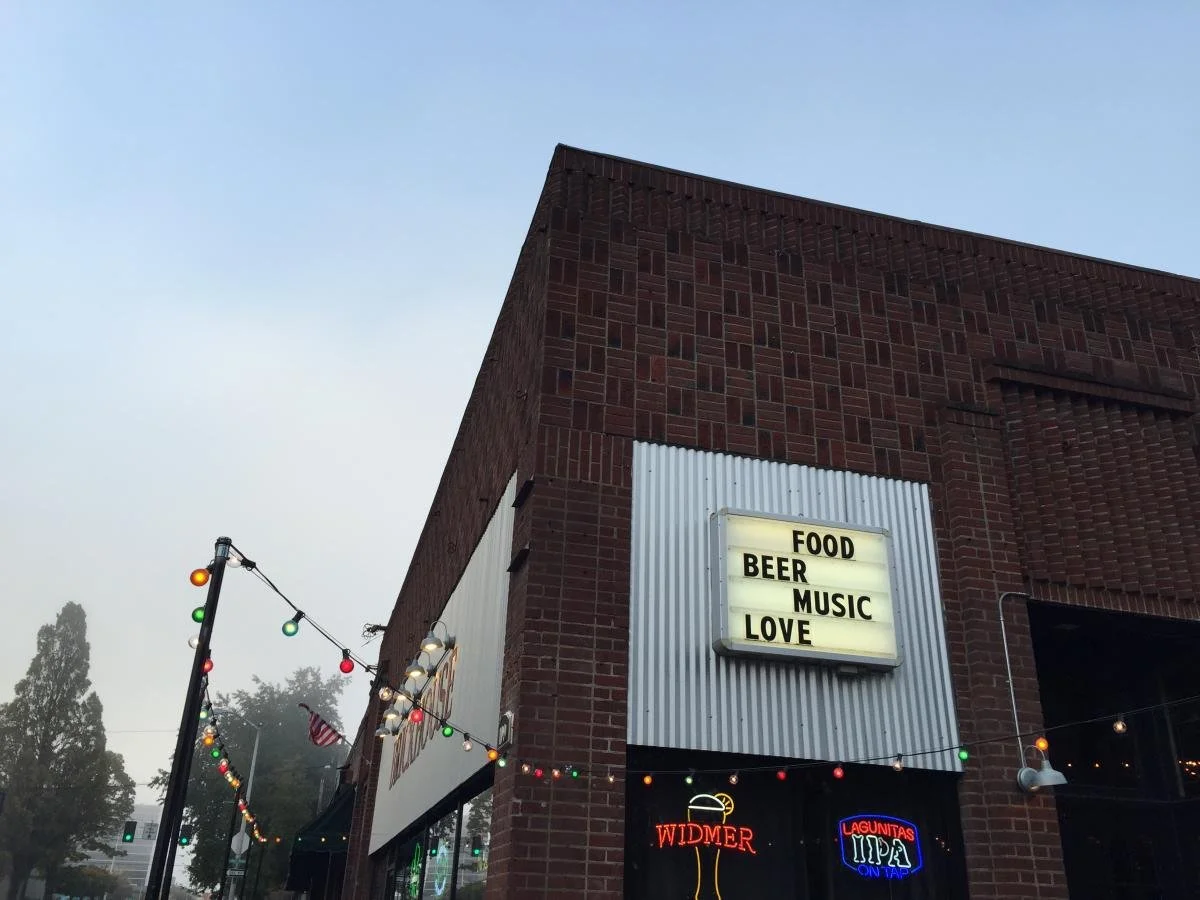 FOOD
BEER
MUSIC
LOVE
WIDMER
LAGUNITAS
IPA
ON TAP